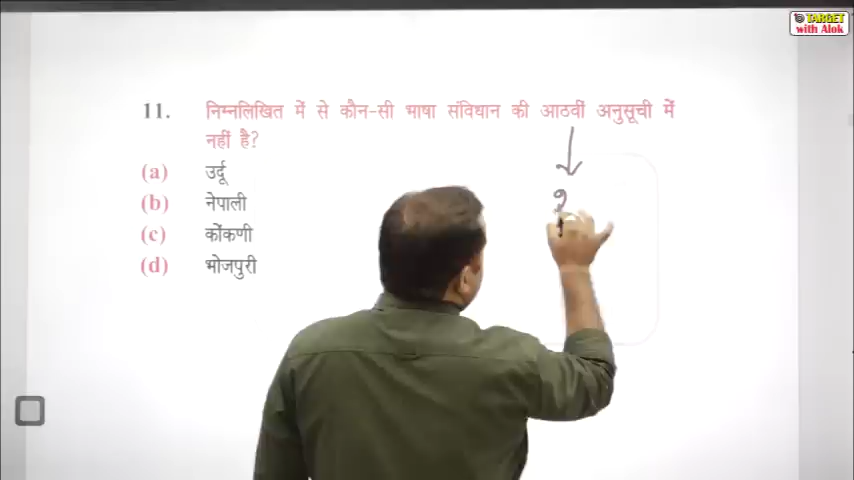 TARGET
with Alok
11. निम्नलिखित में से कौन-सी भाषा संविधान की आठवीं अनुसूची में
नहीं है?
(a) उर्दू
(b) नेपाली
(c) कोंकणी
(d) भोजपुरी